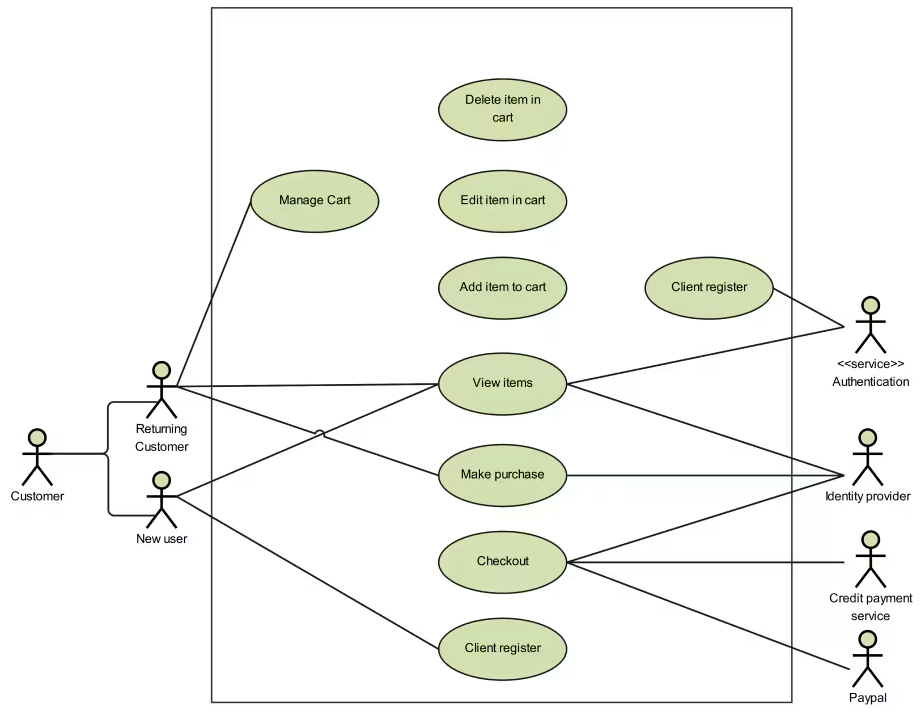 Delete item in
cart
Manage Cart
Edit item in cart
Add item to cart
Client register
<<service>>
Authentication
View items
Returning
Customer
Customer
Make purchase
Identity provider
New user
Checkout
Credit payment
service
Client register
Paypal